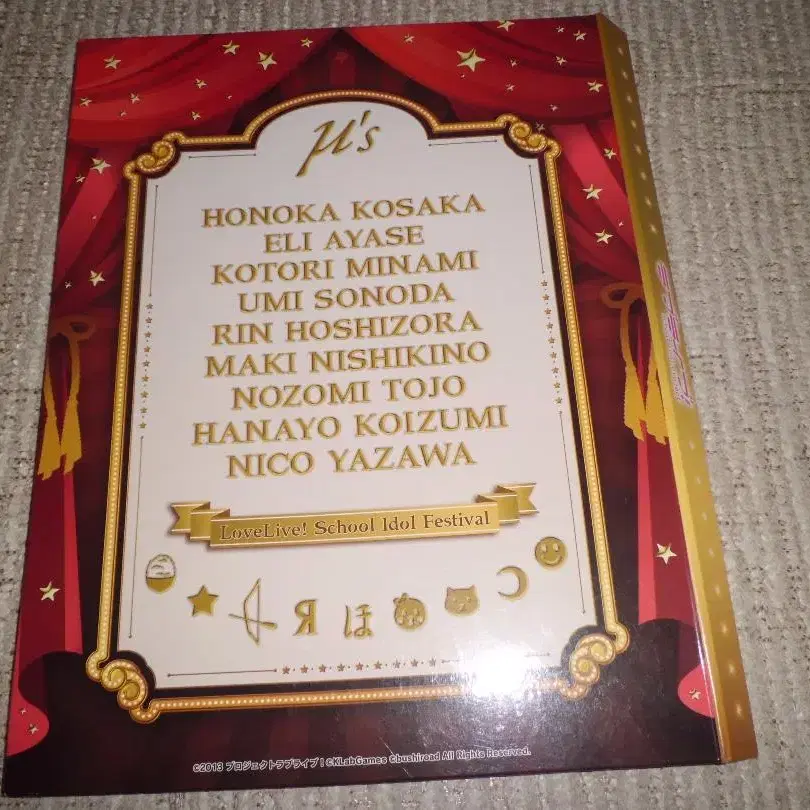 μ's
HONOKA KOSAKA
ELI AYASE
KOTORI MINAMI
UMI SONODA
RIN HOSHIZORA
MAKI NISHIKINO
NOZOMI TOJO
HANAYO KOIZUMI
NICO YAZAWA
LoveLive! School Idol Festival
Я ほ
©2013 プロジェクトラブライブ！©KLabGames ©bushiroad All Rights Reserved.